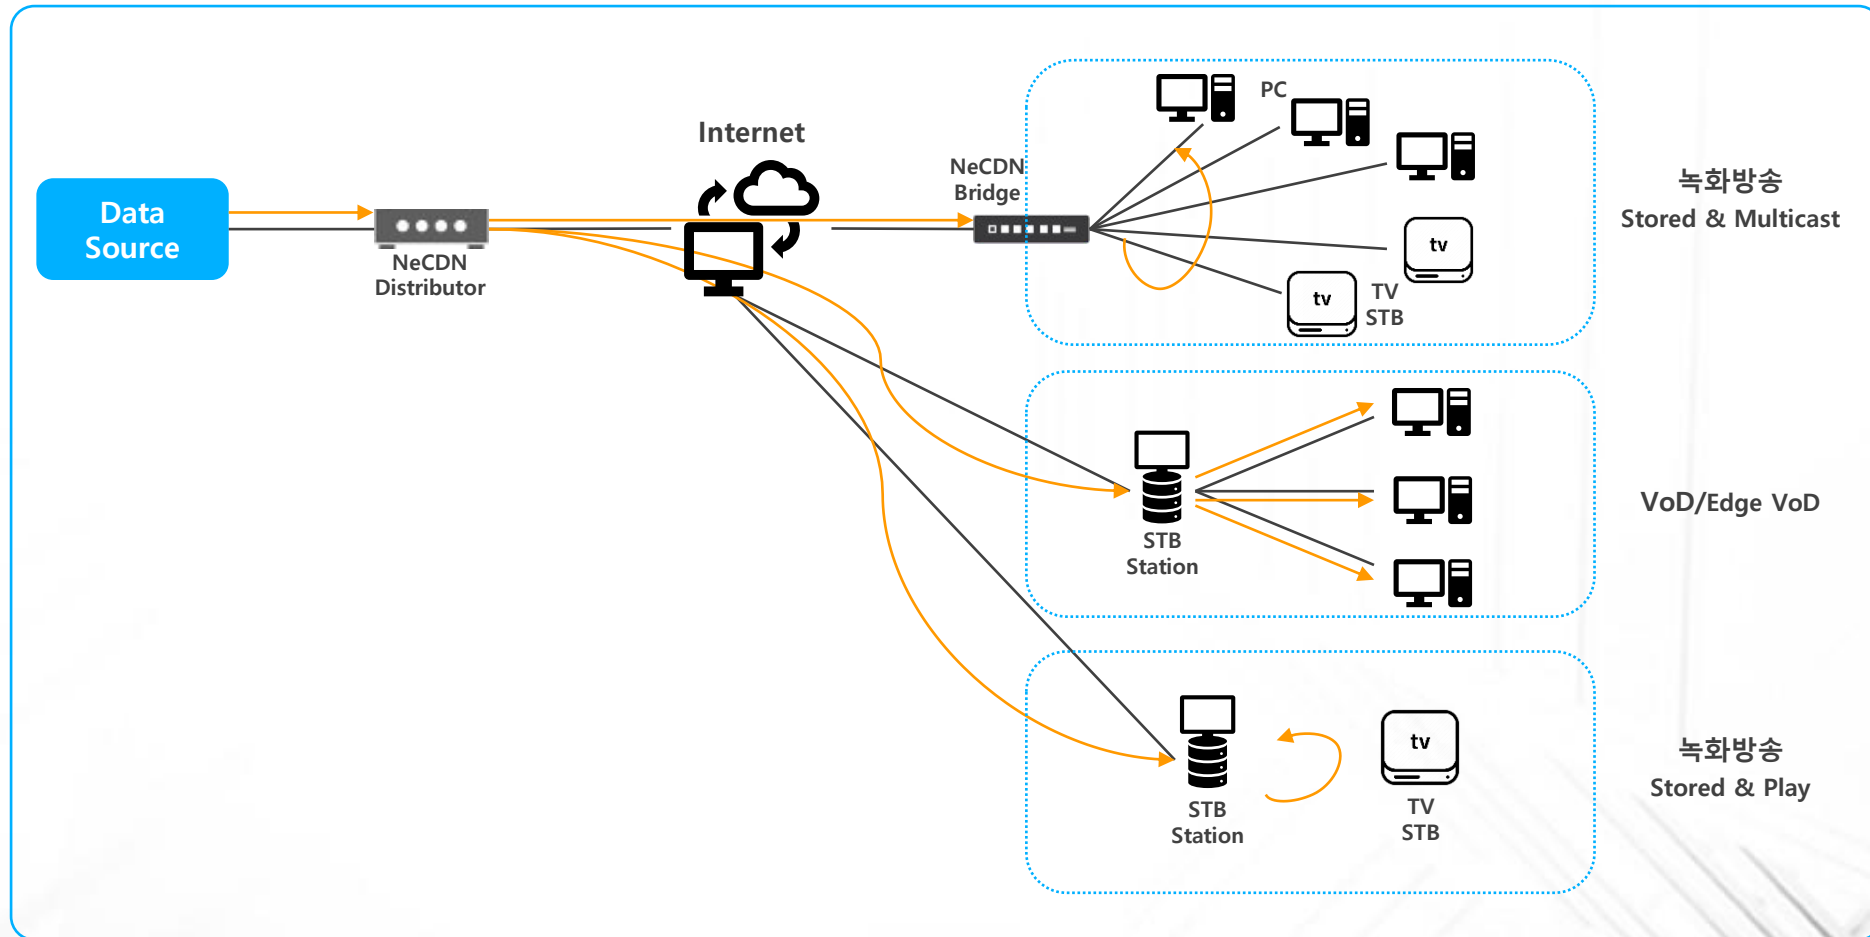 Data
Source
NeCDN
Distributor
Internet
NeCDN
Bridge
PC
tv
tv
TV
STB
녹화방송
Stored & Multicast
STB
Station
VoD/Edge VoD
STB
Station
tv
TV
STB
녹화방송
Stored & Play